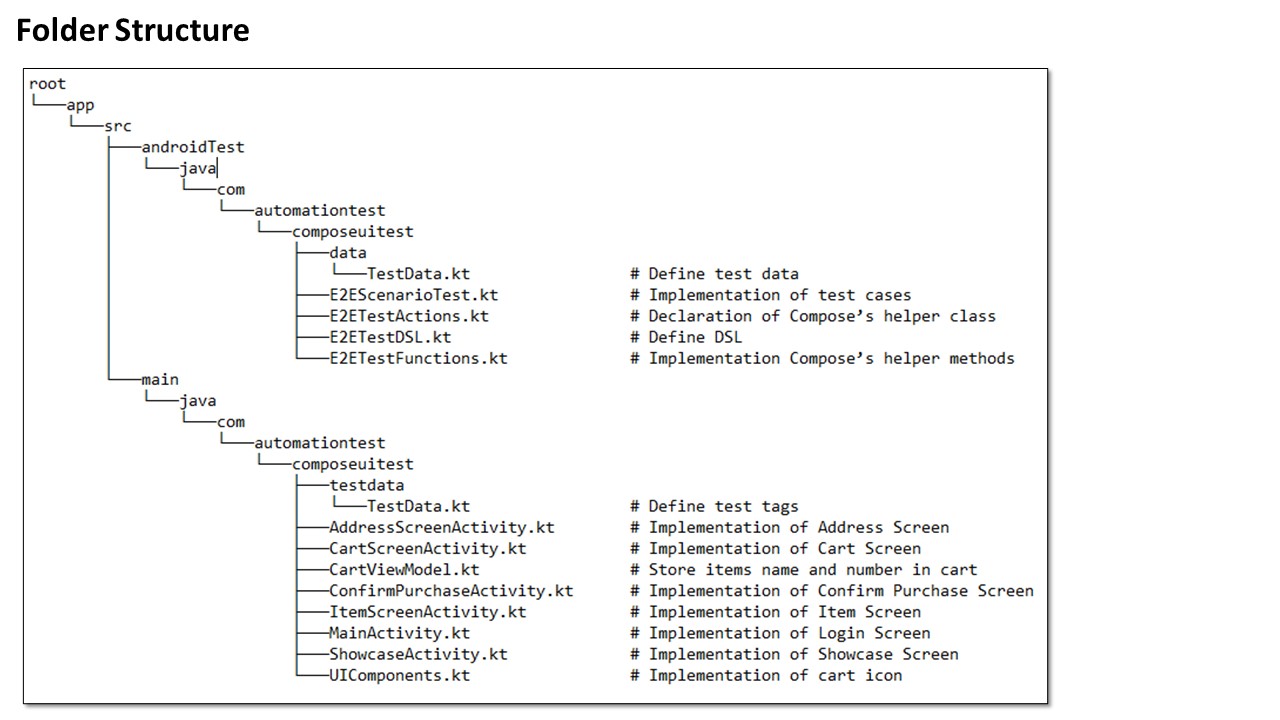 Folder Structure
root
└───app
    └───src
        ├───androidTest
        │   └───java
        │       └───com
        │           └───automationtest
        │               └───composeuitest
        │                   ├───data
        │                   │   └───TestData.kt                 # Define test data
        │                   ├───E2EScenarioTest.kt              # Implementation of test cases
        │                   ├───E2ETestActions.kt               # Declaration of Compose’s helper class
        │                   ├───E2ETestDSL.kt                   # Define DSL
        │                   └───E2ETestFunctions.kt             # Implementation Compose’s helper methods
        └───main
            └───java
                └───com
                    └───automationtest
                        └───composeuitest
                            ├───testdata
                            │   └───TestData.kt                 # Define test tags
                            ├───AddressScreenActivity.kt        # Implementation of Address Screen
                            ├───CartScreenActivity.kt           # Implementation of Cart Screen
                            ├───CartViewModel.kt                # Store items name and number in cart
                            ├───ConfirmPurchaseActivity.kt      # Implementation of Confirm Purchase Screen
                            ├───ItemScreenActivity.kt           # Implementation of Item Screen
                            ├───MainActivity.kt                 # Implementation of Login Screen
                            ├───ShowcaseActivity.kt             # Implementation of Showcase Screen
                            └───UIComponents.kt                 # Implementation of cart icon